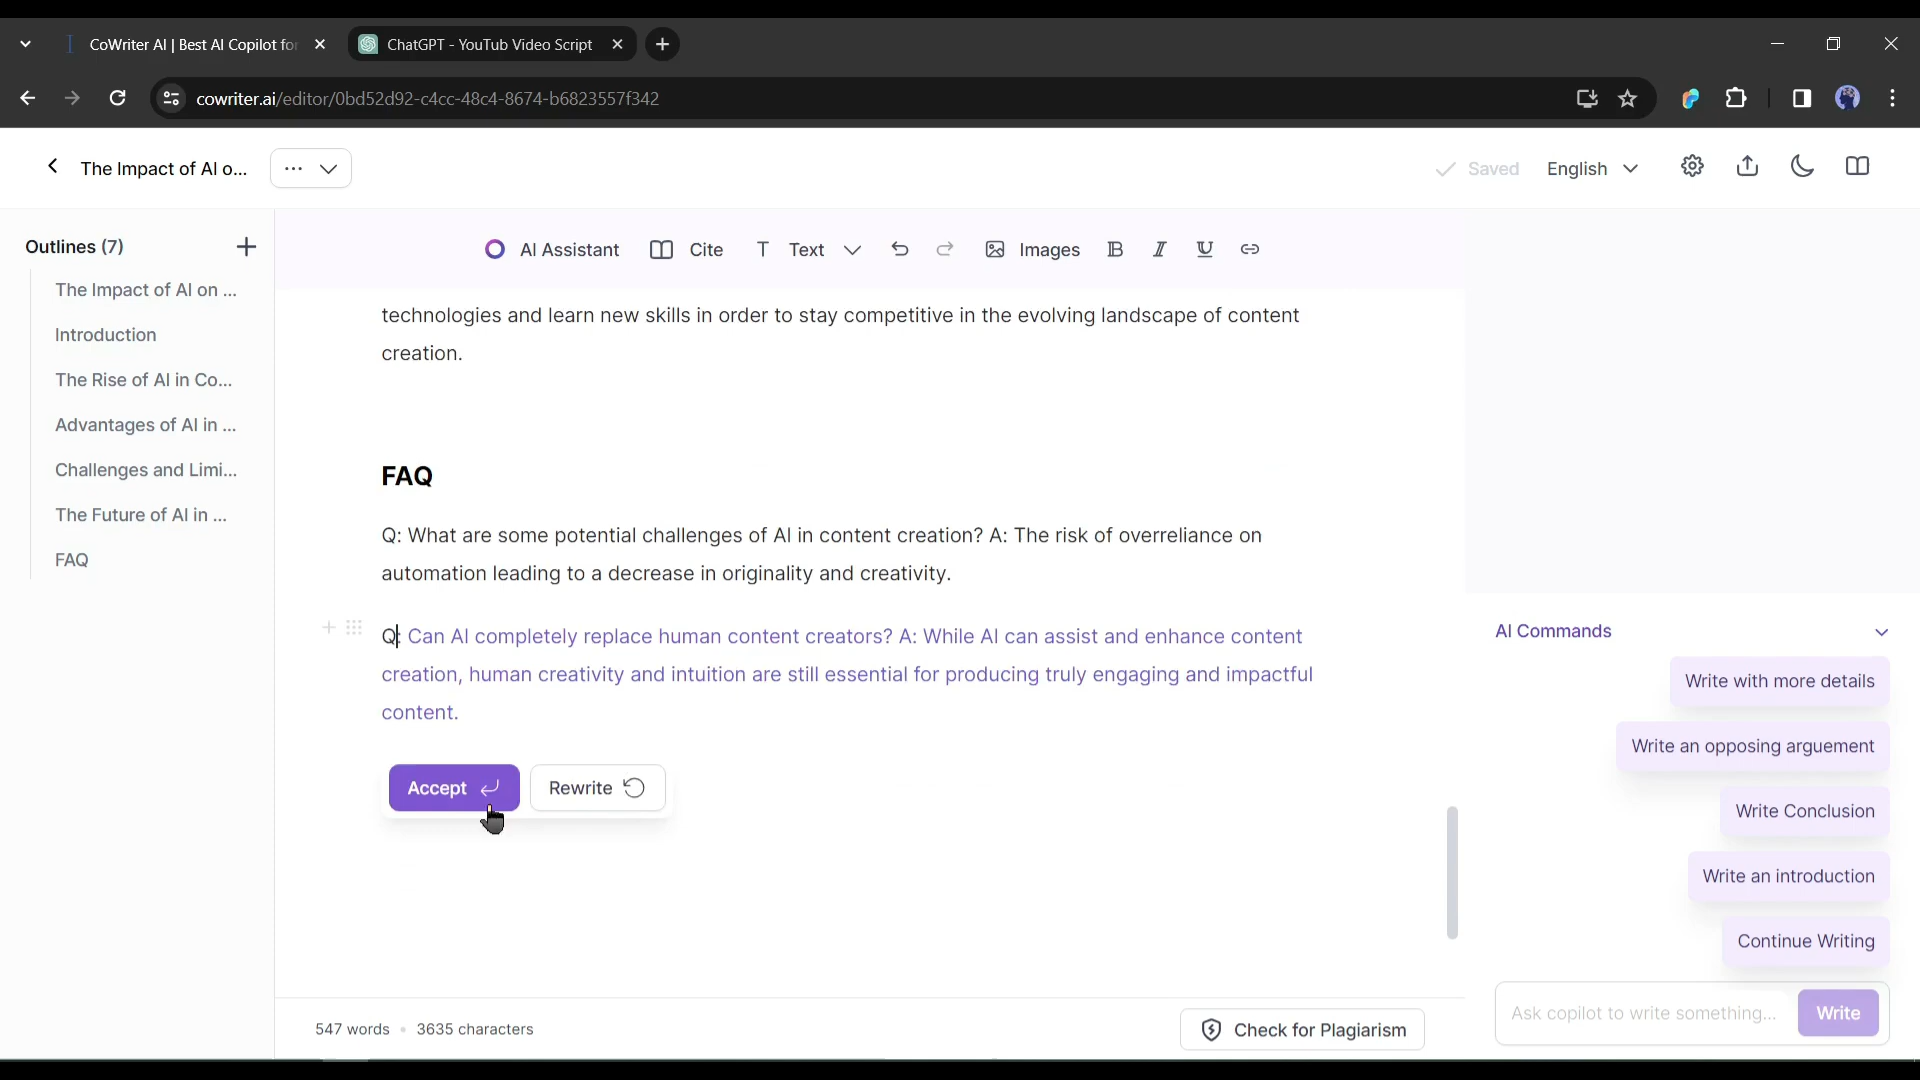 CoWriter AI | Best AI Copilot for
ChatGPT - YouTub Video Script
cowriter.ai/editor/0bd52d92-c4cc-48c4-8674-b6823557f342
The Impact of AI o...
Saved
English
Outlines (7)
The Impact of AI on ...
Introduction
The Rise of AI in Co...
Advantages of AI in ...
Challenges and Limi...
The Future of AI in ...
FAQ
AI Assistant
Cite
T Text
Images
B I U
technologies and learn new skills in order to stay competitive in the evolving landscape of content
creation.
FAQ
Q: What are some potential challenges of AI in content creation? A: The risk of overreliance on
automation leading to a decrease in originality and creativity.
Q: Can AI completely replace human content creators? A: While AI can assist and enhance content
creation, human creativity and intuition are still essential for producing truly engaging and impactful
content.
Accept
Rewrite
547 words • 3635 characters
Check for Plagiarism
AI Commands
Write with more details
Write an opposing arguement
Write Conclusion
Write an introduction
Continue Writing
Ask copilot to write something...
Write